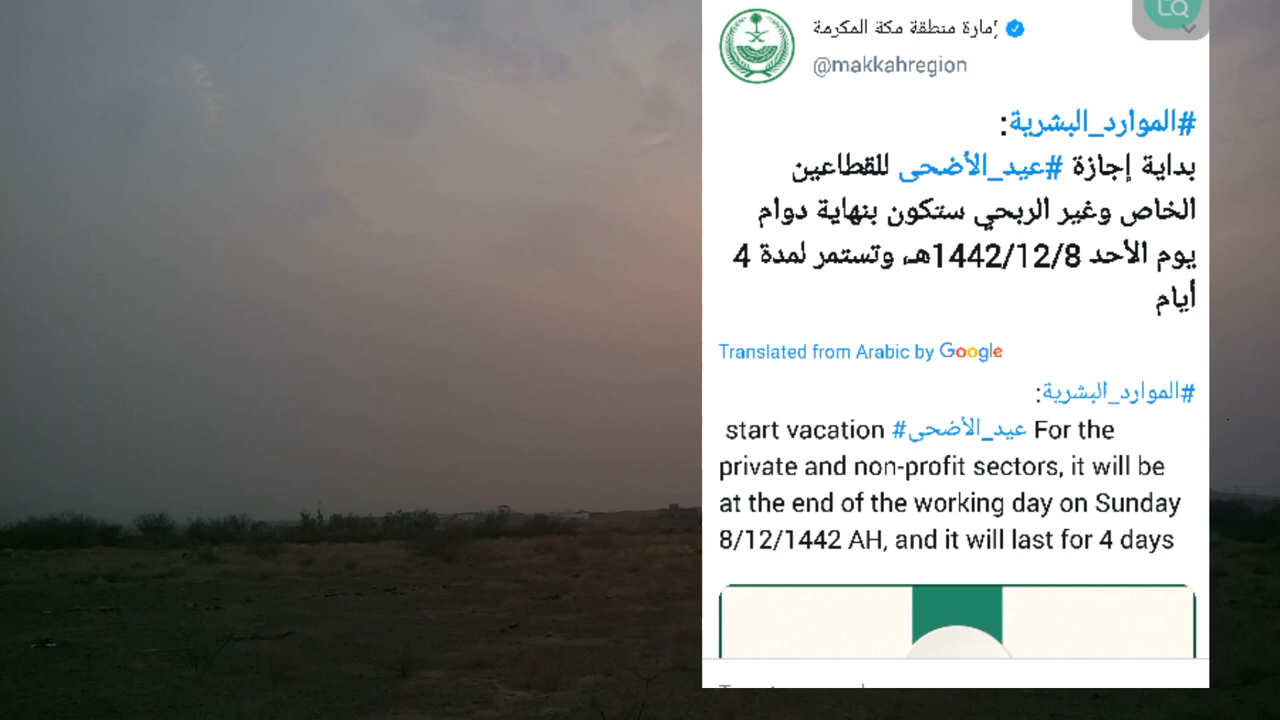 إمارة منطقة مكة المكرمة
@makkahregion
#الموارد_البشرية:
بداية إجازة #عيد_الأضحى للقطاعين
الخاص وغير الربحي ستكون بنهاية دوام
يوم الأحد 1442/12/8هـ، وتستمر لمدة 4
أيام
Translated from Arabic by Google
#الموارد_البشرية:
start vacation #عيد_الأضحى For the
private and non-profit sectors, it will be
at the end of the working day on Sunday
8/12/1442 AH, and it will last for 4 days